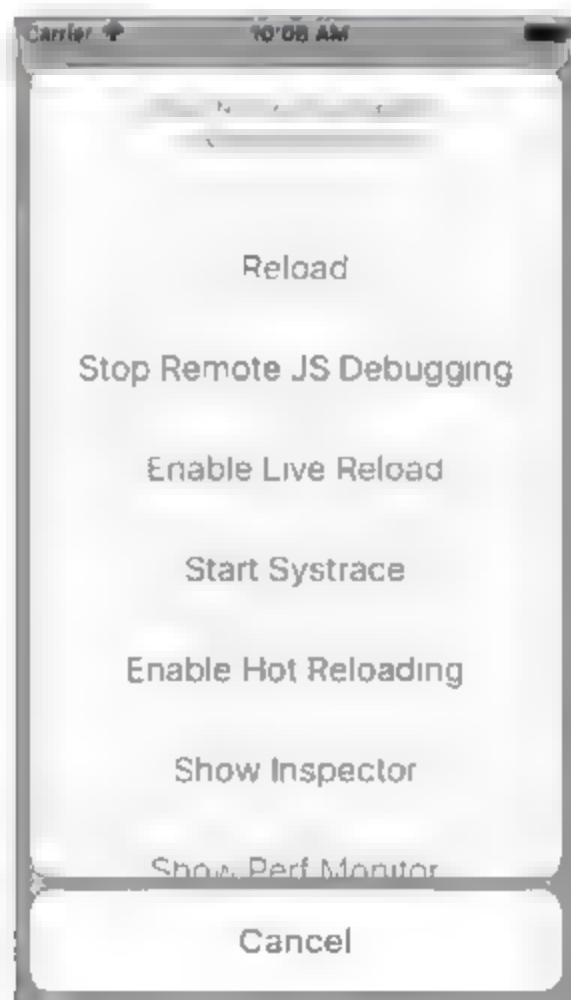 Carrier
10:08 AM
Reload
Stop Remote JS Debugging
Enable Live Reload
Start Systrace
Enable Hot Reloading
Show Inspector
Show Perf Monitor
Cancel